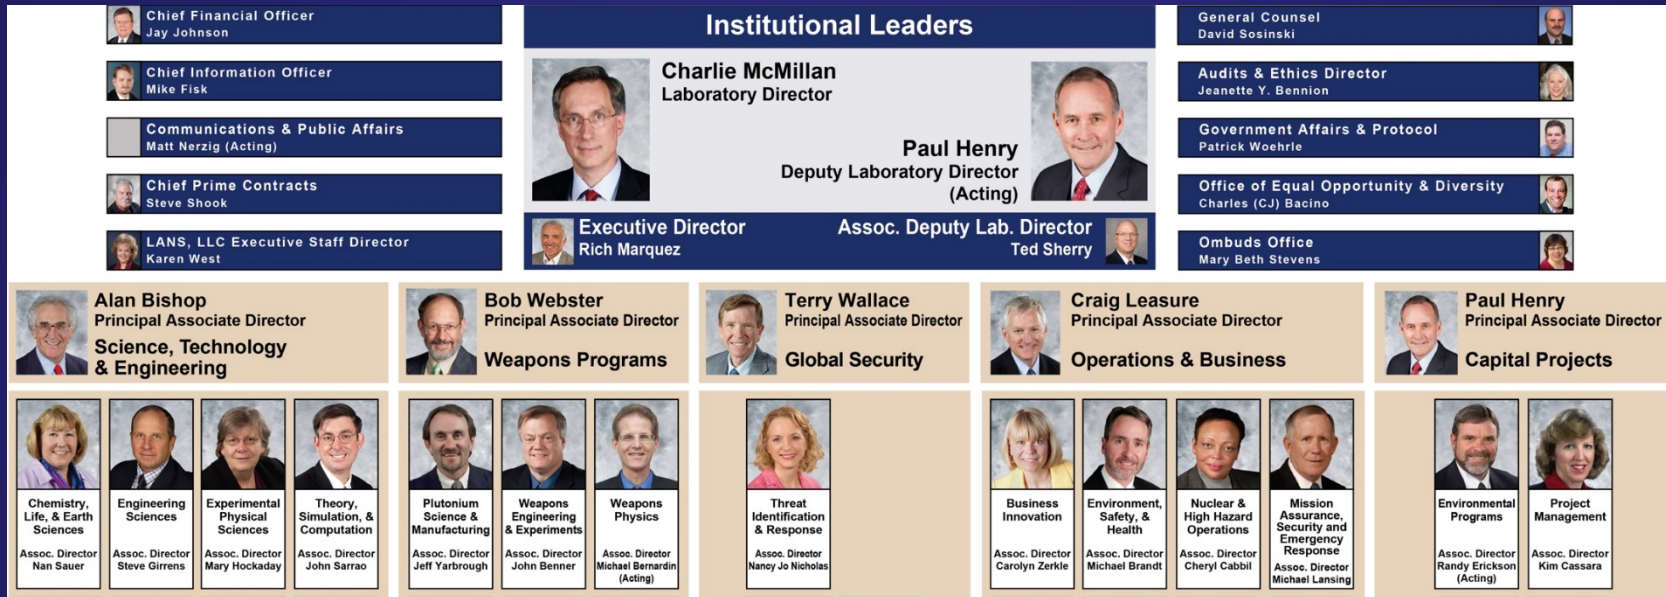 Chief Financial Officer
Jay Johnson
Chief Information Officer
Mike Fisk
Communications & Public Affairs
Matt Nerzig (Acting)
Chief Prime Contracts
Steve Shook
LANS, LLC Executive Staff Director
Karen West
Institutional Leaders
Charlie McMillan
Laboratory Director
Paul Henry
Deputy Laboratory Director
(Acting)
Executive Director
Rich Marquez
Assoc. Deputy Lab. Director
Ted Sherry
General Counsel
David Sosinski
Audits & Ethics Director
Jeanette Y. Bennion
Government Affairs & Protocol
Patrick Woehrle
Office of Equal Opportunity & Diversity
Charles (CJ) Bacino
Ombuds Office
Mary Beth Stevens
Alan Bishop
Principal Associate Director
Science, Technology
& Engineering
Bob Webster
Principal Associate Director
Weapons Programs
Terry Wallace
Principal Associate Director
Global Security
Craig Leasure
Principal Associate Director
Operations & Business
Paul Henry
Principal Associate Director
Capital Projects
Chemistry,
Life, & Earth
Sciences
Assoc. Director
Nan Sauer
Engineering
Sciences
Assoc. Director
Steve Girrens
Experimental
Physical
Sciences
Assoc. Director
Mary Hockaday
Theory,
Simulation, &
Computation
Assoc. Director
John Sarrao
Plutonium
Science &
Manufacturing
Assoc. Director
Jeff Yarbrough
Weapons
Engineering
& Experiments
Assoc. Director
John Benner
Weapons
Physics
Assoc. Director
Michael Bernardin
(Acting)
Threat
Identification
& Response
Assoc. Director
Nancy Jo Nicholas
Business
Innovation
Assoc. Director
Carolyn Zerkle
Environment,
Safety, &
Health
Assoc. Director
Michael Brandt
Nuclear &
High Hazard
Operations
Assoc. Director
Cheryl Cabbil
Mission
Assurance,
Security and
Emergency
Response
Assoc. Director
Michael Lansing
Environmental
Programs
Assoc. Director
Randy Erickson
(Acting)
Project
Management
Assoc. Director
Kim Cassara